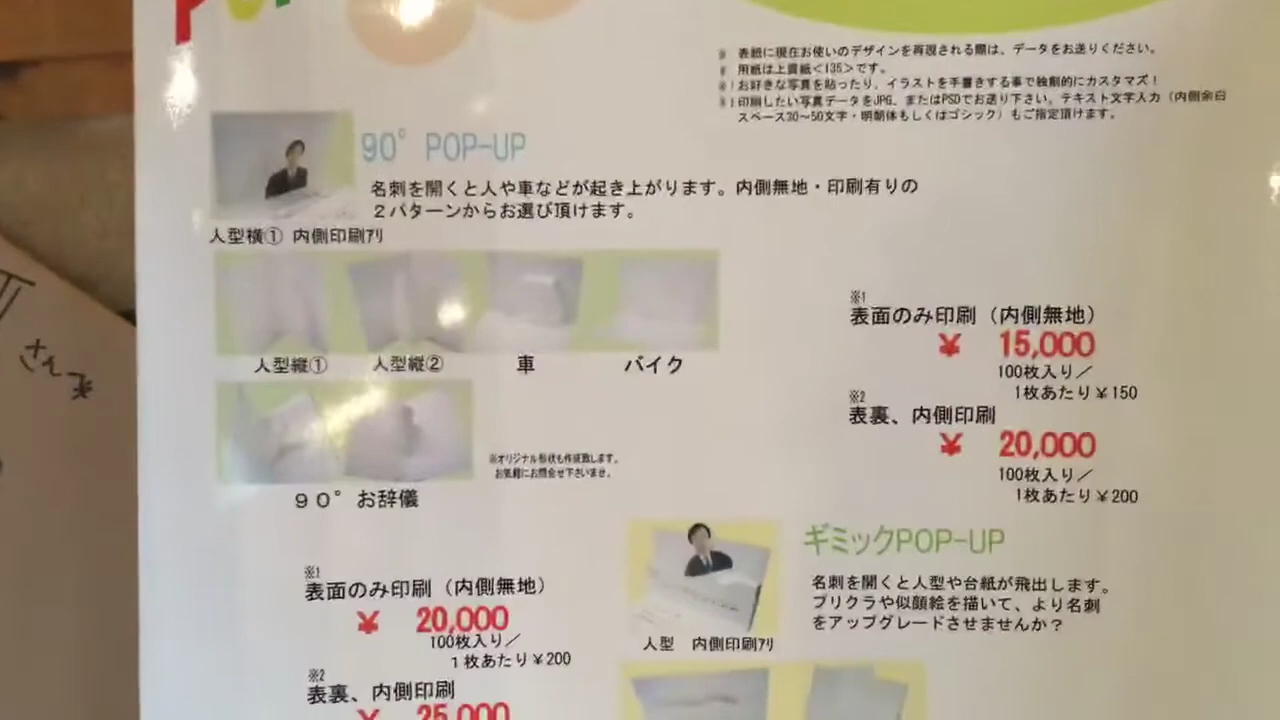 ※ 表紙に現在お使いのデザインを再現される際は、データをお送りください。
※ 用紙は上質紙<135>です。
※1お好きな写真を貼ったり、イラストを手書きする事で独創的にカスタマズ!
※1印刷したい写真データをJPG、またはPSDでお送り下さい。テキスト文字入力(内側余白
スペース30~50文字・明朝体もしくはゴシック)もご指定頂けます。
90° POP-UP
名刺を開くと人や車などが起き上がります。内側無地・印刷有りの
2パターンからお選び頂けます。
人型横① 内側印刷アリ
人型縦① 人型縦② 車 バイク
※1
表面のみ印刷(内側無地)
¥ 15,000
100枚入り/
1枚あたり¥150
※2
表裏、内側印刷
¥ 20,000
100枚入り/
1枚あたり¥200
※オリジナル形状も作成致します。
お気軽にお問合せ下さいませ。
90°お辞儀
※1
表面のみ印刷(内側無地)
¥ 20,000
100枚入り/
1枚あたり¥200
※2
表裏、内側印刷
¥ 25,000
ギミックPOP-UP
名刺を開くと人型や台紙が飛出します。
プリクラや似顔絵を描いて、より名刺
をアップグレードさせませんか?
人型 内側印刷アリ